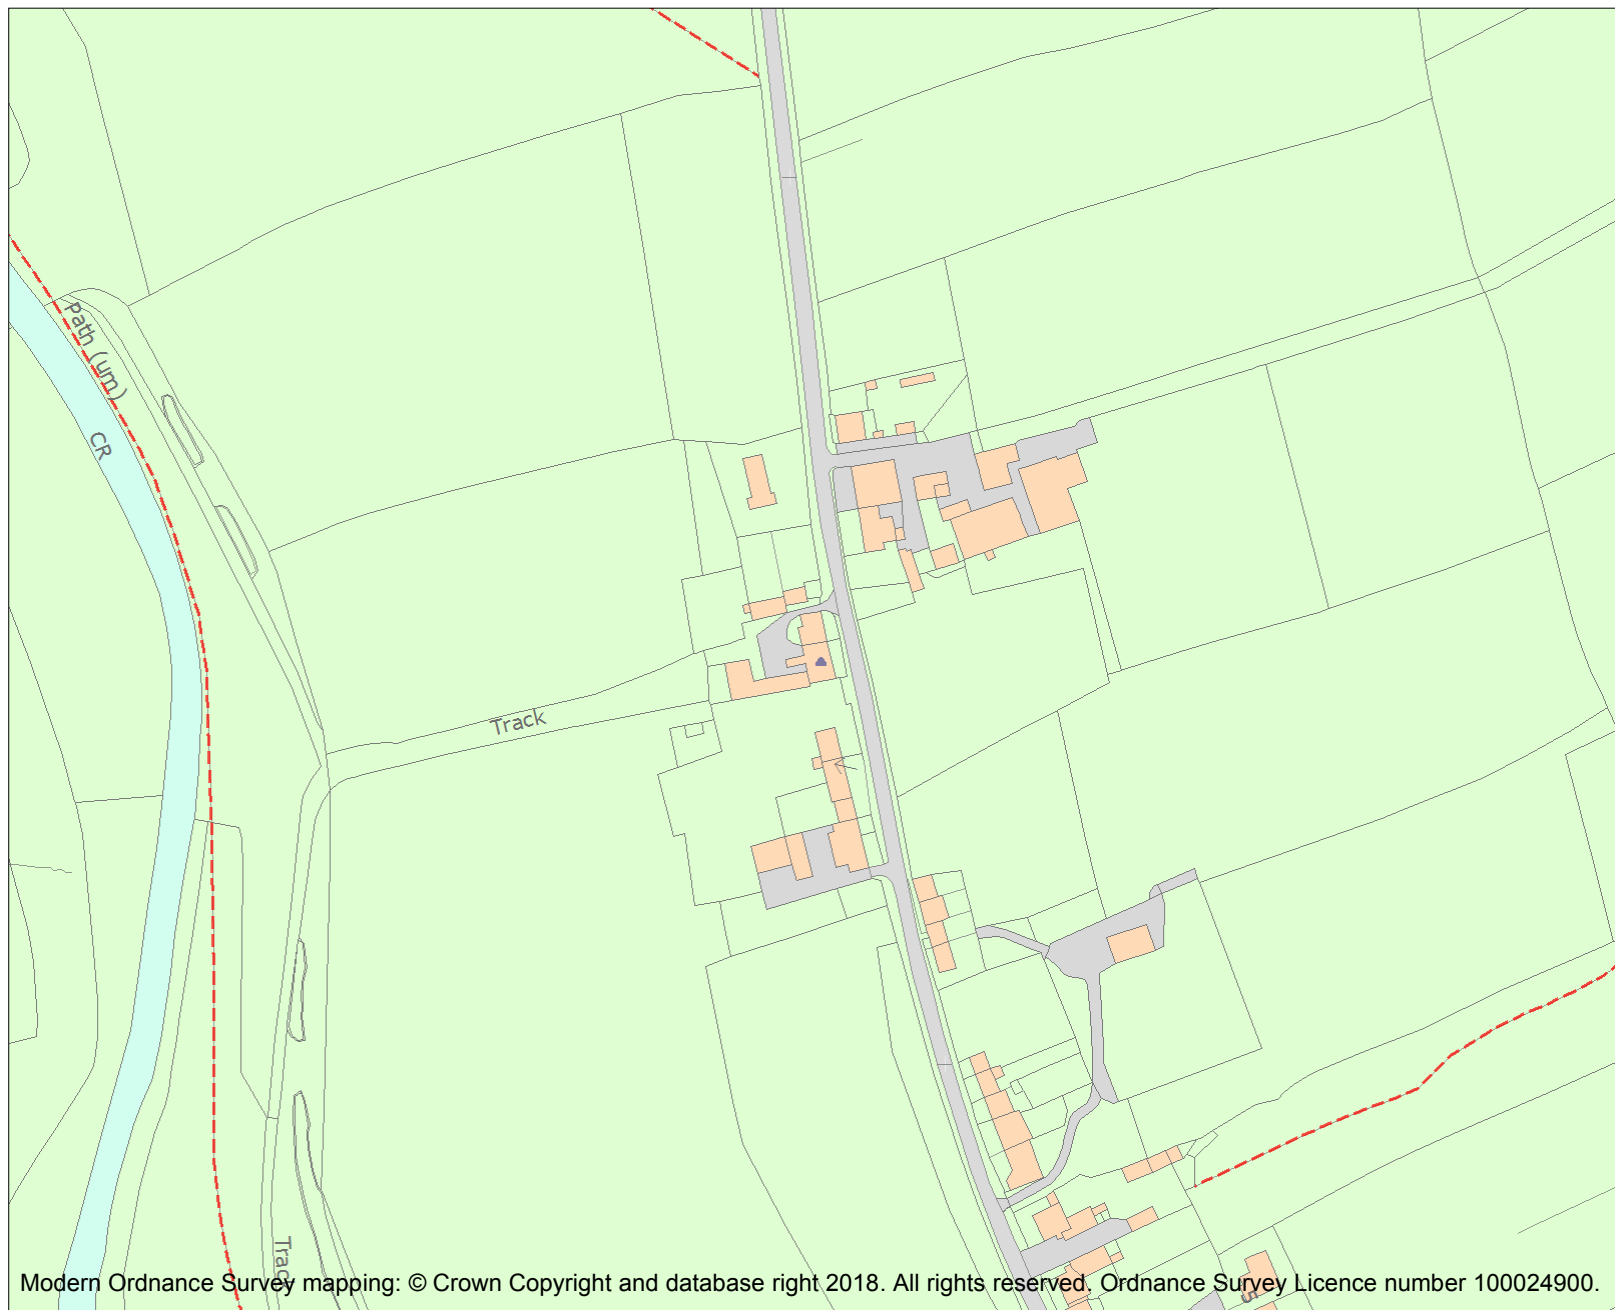 Path (um)
CR
Track
Track
Modern Ordnance Survey mapping: © Crown Copyright and database right 2018. All rights reserved. Ordnance Survey Licence number 100024900.